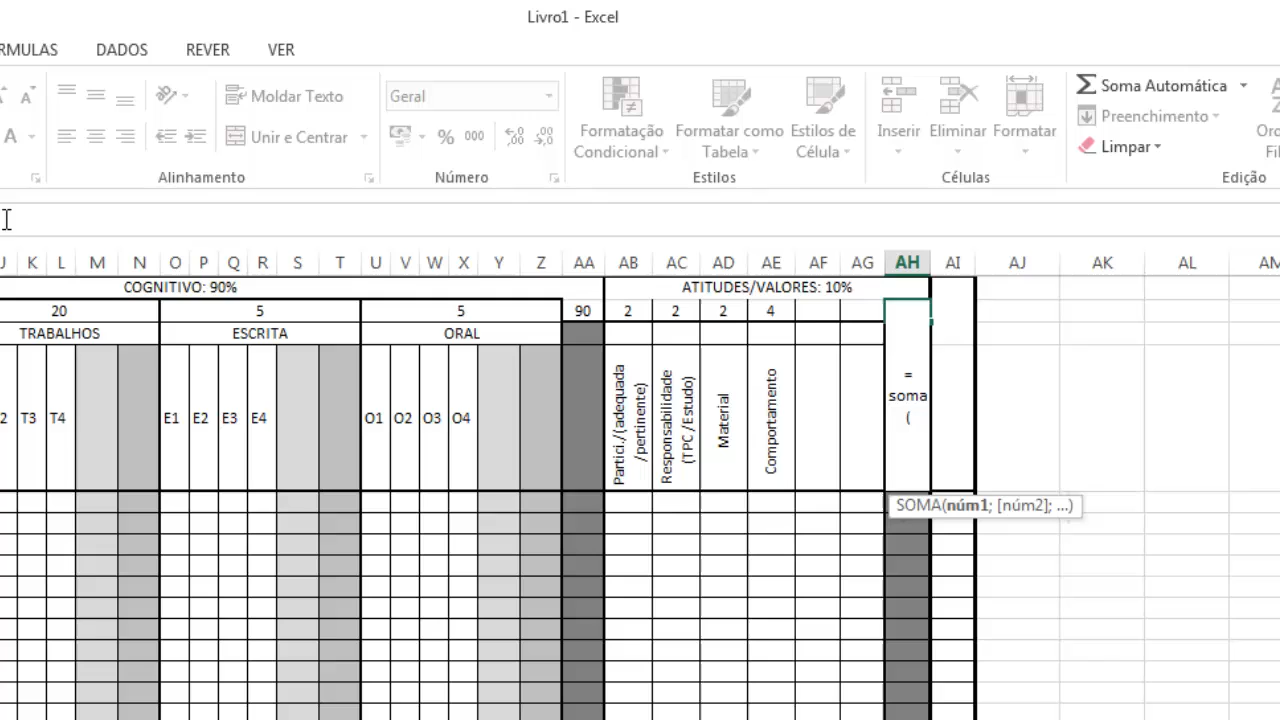 Livro1 - Excel
RMULAS DADOS REVER VER
Moldar Texto
Geral
Unir e Centrar
%
000
Formatação Condicional
Formatar como Tabela
Estilos de Célula
Inserir
Eliminar
Formatar
Soma Automática
Preenchimento
Limpar
A
Alinhamento
Número
Estilos
Células
Edição
K L M N O P Q R S T U V W X Y Z AA AB AC AD AE AF AG AH AI AJ AK AL AM
COGNITIVO: 90% ATITUDES/VALORES: 10%
20 5 5 90 2 2 2 4
TRABALHOS ESCRITA ORAL
2 T3 T4 E1 E2 E3 E4 O1 O2 O3 O4
Partici./(adequada
/pertinente)
Responsabilidade
(TPC /Estudo)
Material
Comportamento
=
soma
(
SOMA(núm1; [núm2]; ...)